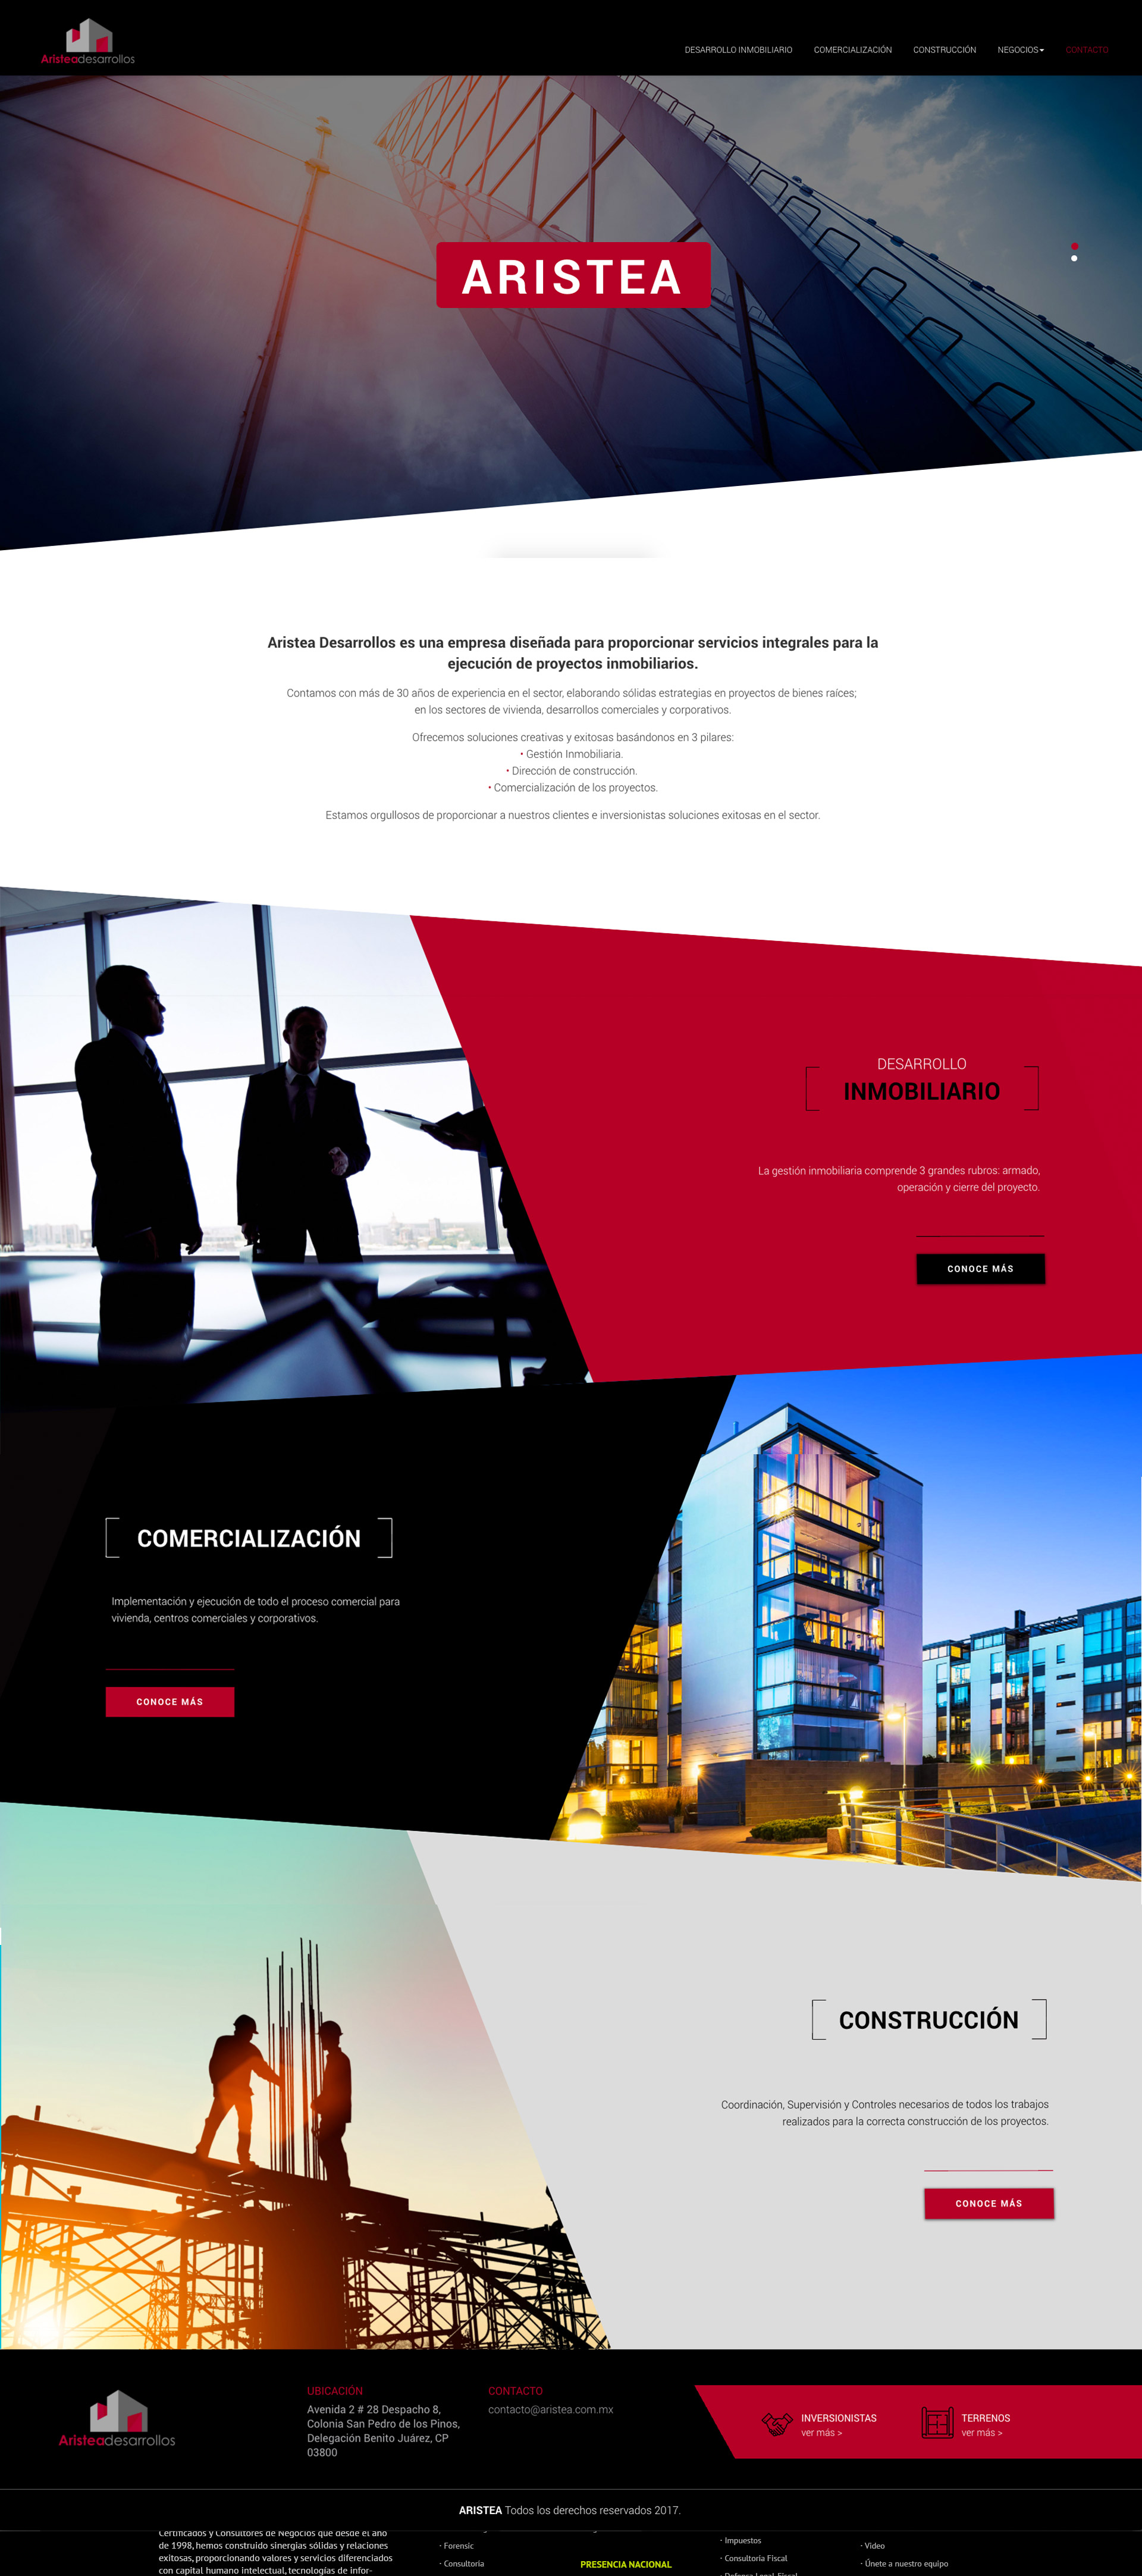 Aristeadesarrollos
DESARROLLO INMOBILIARIO
COMERCIALIZACIÓN
CONSTRUCCIÓN
NEGOCIOS
CONTACTO
ARISTEA
Aristea Desarrollos es una empresa diseñada para proporcionar servicios integrales para la
ejecución de proyectos inmobiliarios.
Contamos con más de 30 años de experiencia en el sector, elaborando sólidas estrategias en proyectos de bienes raíces;
en los sectores de vivienda, desarrollos comerciales y corporativos.
Ofrecemos soluciones creativas y exitosas basándonos en 3 pilares:
• Gestión Inmobiliaria.
• Dirección de construcción.
• Comercialización de los proyectos.
Estamos orgullosos de proporcionar a nuestros clientes e inversionistas soluciones exitosas en el sector.
DESARROLLO
INMOBILIARIO
La gestión inmobiliaria comprende 3 grandes rubros: armado,
operación y cierre del proyecto.
CONOCE MÁS
COMERCIALIZACIÓN
Implementación y ejecución de todo el proceso comercial para
vivienda, centros comerciales y corporativos.
CONOCE MÁS
CONSTRUCCIÓN
Coordinación, Supervisión y Controles necesarios de todos los trabajos
realizados para la correcta construcción de los proyectos.
CONOCE MÁS
Aristeadesarrollos
UBICACIÓN
Avenida 2 # 28 Despacho 8,
Colonia San Pedro de los Pinos,
Delegación Benito Juárez, CP
03800
CONTACTO
contacto@aristea.com.mx
INVERSIONISTAS
ver más >
TERRENOS
ver más >
ARISTEA Todos los derechos reservados 2017.
Certificados y Consultores de Negocios que desde el año
de 1998, hemos construido sinergias sólidas y relaciones
exitosas, proporcionando valores y servicios diferenciados
con capital humano intelectual, tecnologías de infor-
· Forensic
· Consultoria
PRESENCIA NACIONAL
· Impuestos
· Consultoria Fiscal
· Defensa Legal-Fiscal
· Video
· Únete a nuestro equipo